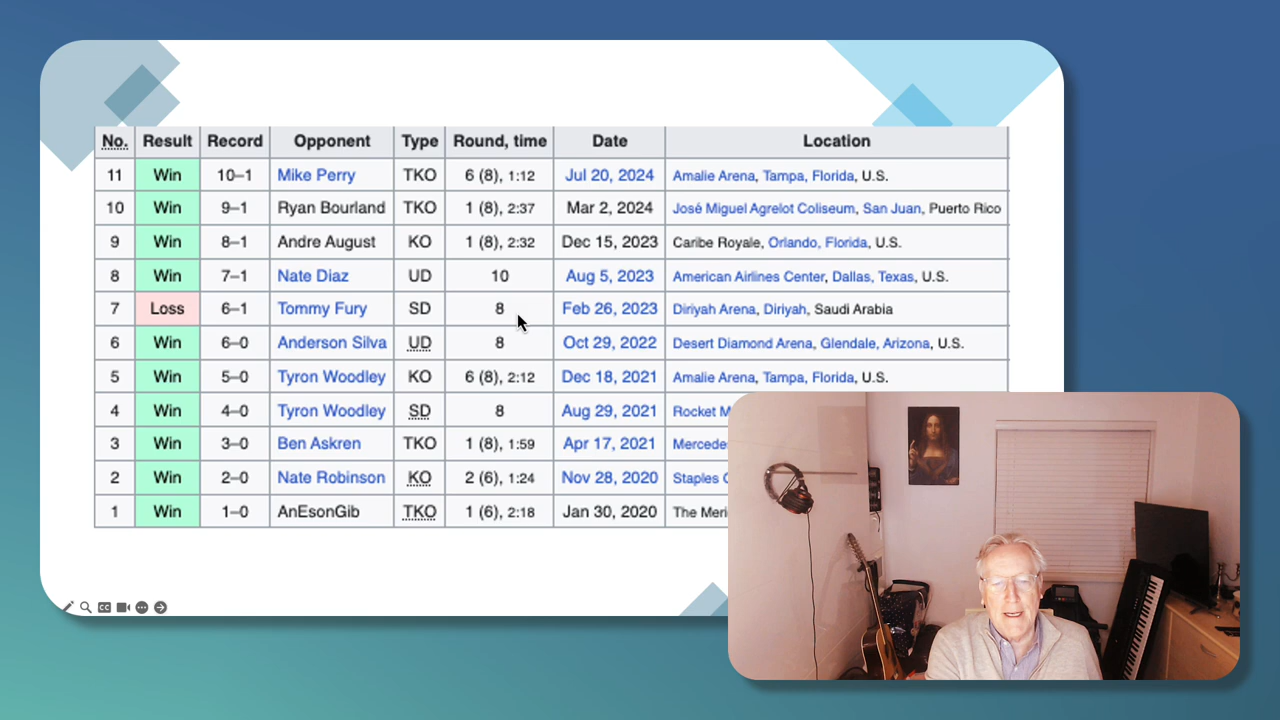 No. Result Record Opponent Type Round, time Date Location
11 Win 10–1 Mike Perry TKO 6 (8), 1:12 Jul 20, 2024 Amalie Arena, Tampa, Florida, U.S.
10 Win 9–1 Ryan Bourland TKO 1 (8), 2:37 Mar 2, 2024 José Miguel Agrelot Coliseum, San Juan, Puerto Rico
9 Win 8–1 Andre August KO 1 (8), 2:32 Dec 15, 2023 Caribe Royale, Orlando, Florida, U.S.
8 Win 7–1 Nate Diaz UD 10 Aug 5, 2023 American Airlines Center, Dallas, Texas, U.S.
7 Loss 6–1 Tommy Fury SD 8 Feb 26, 2023 Diriyah Arena, Diriyah, Saudi Arabia
6 Win 6–0 Anderson Silva UD 8 Oct 29, 2022 Desert Diamond Arena, Glendale, Arizona, U.S.
5 Win 5–0 Tyron Woodley KO 6 (8), 2:12 Dec 18, 2021 Amalie Arena, Tampa, Florida, U.S.
4 Win 4–0 Tyron Woodley SD 8 Aug 29, 2021 Rocket
3 Win 3–0 Ben Askren TKO 1 (8), 1:59 Apr 17, 2021
2 Win 2–0 Nate Robinson KO 2 (6), 1:24 Nov 28, 2020 Staples
1 Win 1–0 AnEsonGib TKO 1 (6), 2:18 Jan 30, 2020 The
CC